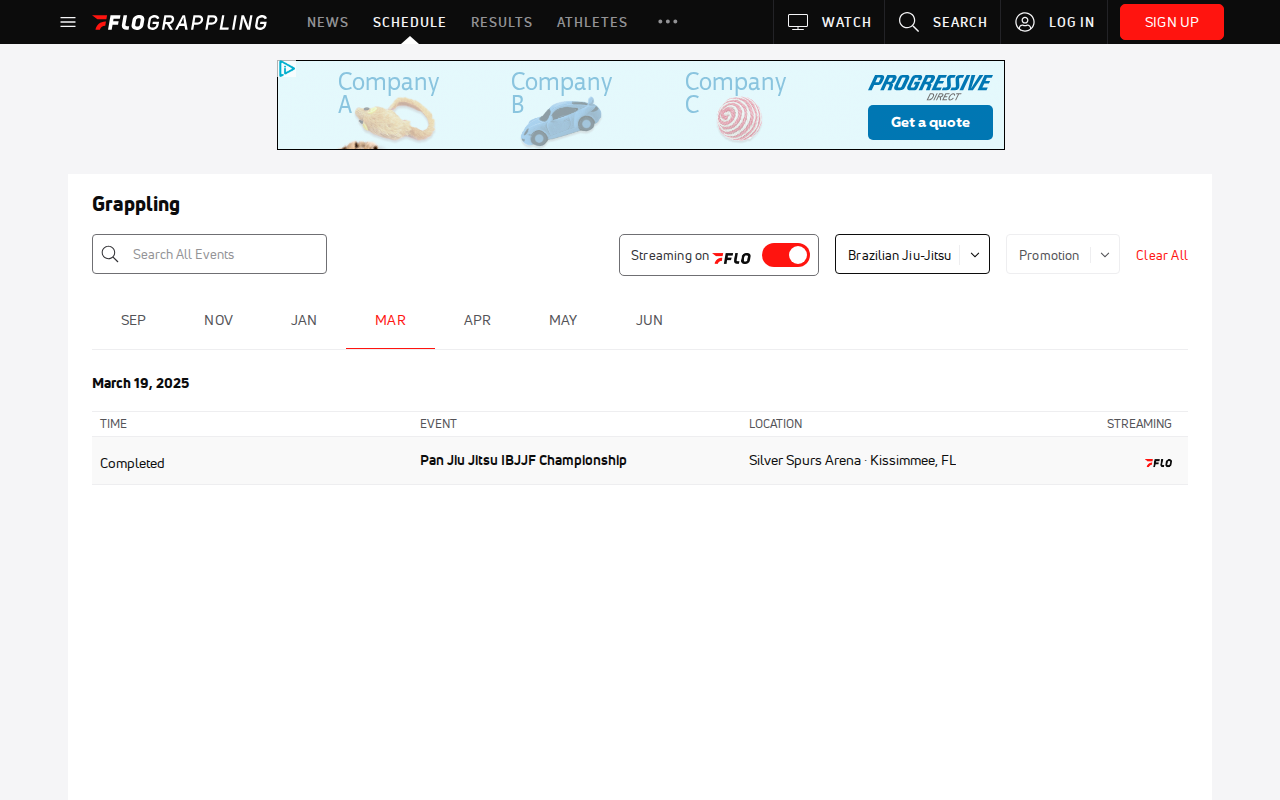 FLOGRAPPLING NEWS SCHEDULE RESULTS ATHLETES WATCH SEARCH LOG IN SIGN UP
Company A Company B Company C PROGRESSIVE DIRECT Get a quote
Grappling
Search All Events Streaming on FLO Brazilian Jiu-Jitsu Promotion Clear All
SEP NOV JAN MAR APR MAY JUN
March 19, 2025
TIME EVENT LOCATION STREAMING
Completed Pan Jiu Jitsu IBJJF Championship Silver Spurs Arena · Kissimmee, FL FLO